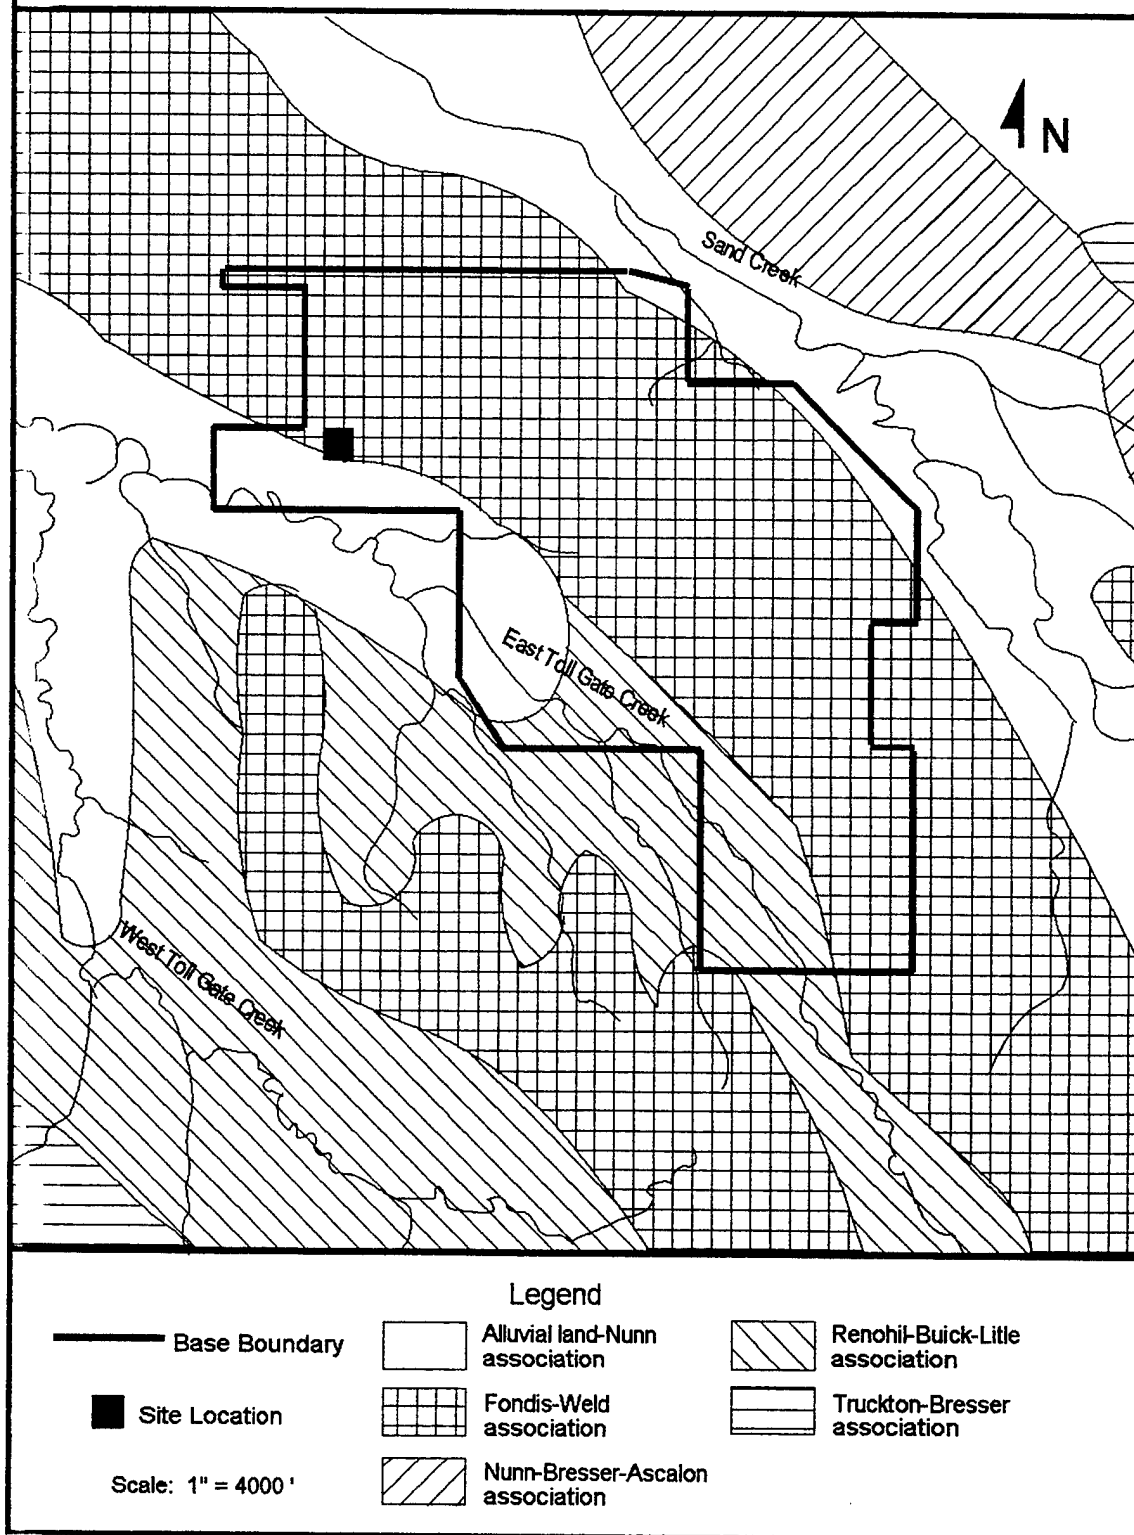 N
Sand Creek
East Toll Gate Creek
West Toll Gate Creek
Legend
Base Boundary
Site Location
Scale: 1" = 4000 '
Alluvial land-Nunn
association
Fondis-Weld
association
Nunn-Bresser-Ascalon
association
Renohil-Buick-Litle
association
Truckton-Bresser
association